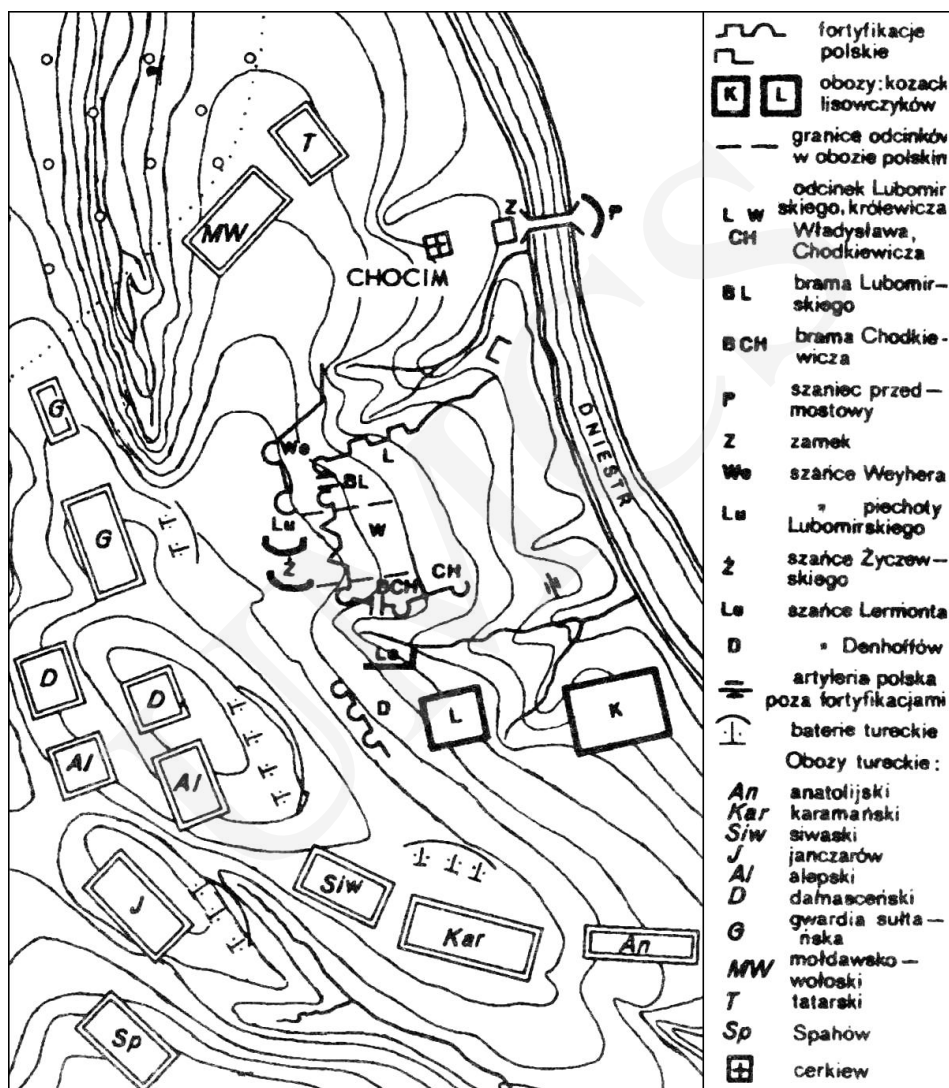 T
MW
Z
P
CHOCIM
DNIESTR
G
We
L
BL
Lu
W
G
Ż
BCH
CH
Le
D
D
D
L
K
Al
Al
Siw
J
Kar
An
Sp
fortyfikacje
polskie
K L obozy: kozack
lisowczyków
granice odcinków
w obozie polskim
odcinek Lubomir
L W skiego, królewicza
CH Władysława,
Chodkiewicza
BL brama Lubomir-
skiego
BCH brama Chodkie-
wicza
P szaniec przed-
mostowy
Z zamek
We szańce Weyhera
Lu " piechoty
Lubomirskiego
Ż szańce Życzew-
skiego
Le szańce Lermonta
D " Denhoffów
artyleria polska
poza fortyfikacjami
baterie tureckie
Obozy tureckie:
An anatolijski
Kar karamański
Siw siwaski
J janczarów
Al alepski
D damasceński
G gwardia sułta-
ńska
MW mołdawsko-
wołoski
T tatarski
Sp Spahów
cerkiew
UMCS